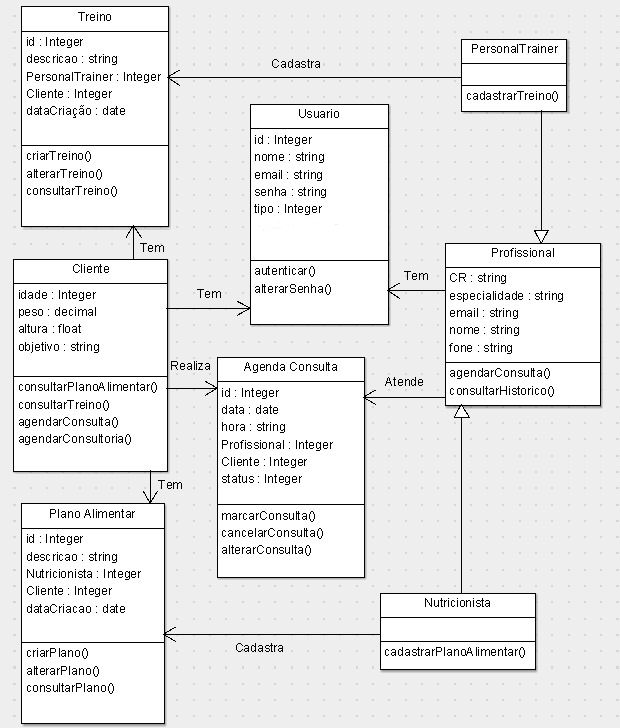 Treino
id : Integer
descricao : string
PersonalTrainer : Integer
Cliente : Integer
dataCriação : date
criarTreino()
alterarTreino()
consultarTreino()
Cadastra
PersonalTrainer
cadastrarTreino()
Usuario
id : Integer
nome : string
email : string
senha : string
tipo : Integer
autenticar()
alterarSenha()
Tem
Cliente
idade : Integer
peso : decimal
altura : float
objetivo : string
consultarPlanoAlimentar()
consultarTreino()
agendarConsulta()
agendarConsultoria()
Tem
Tem
Profissional
CR : string
especialidade : string
email : string
nome : string
fone : string
agendarConsulta()
consultarHistorico()
Realiza
Agenda Consulta
id : Integer
data : date
hora : string
Profissional : Integer
Cliente : Integer
status : Integer
marcarConsulta()
cancelarConsulta()
alterarConsulta()
Atende
Tem
Plano Alimentar
id : Integer
descricao : string
Nutricionista : Integer
Cliente : Integer
dataCriacao : date
criarPlano()
alterarPlano()
consultarPlano()
Cadastra
Nutricionista
cadastrarPlanoAlimentar()